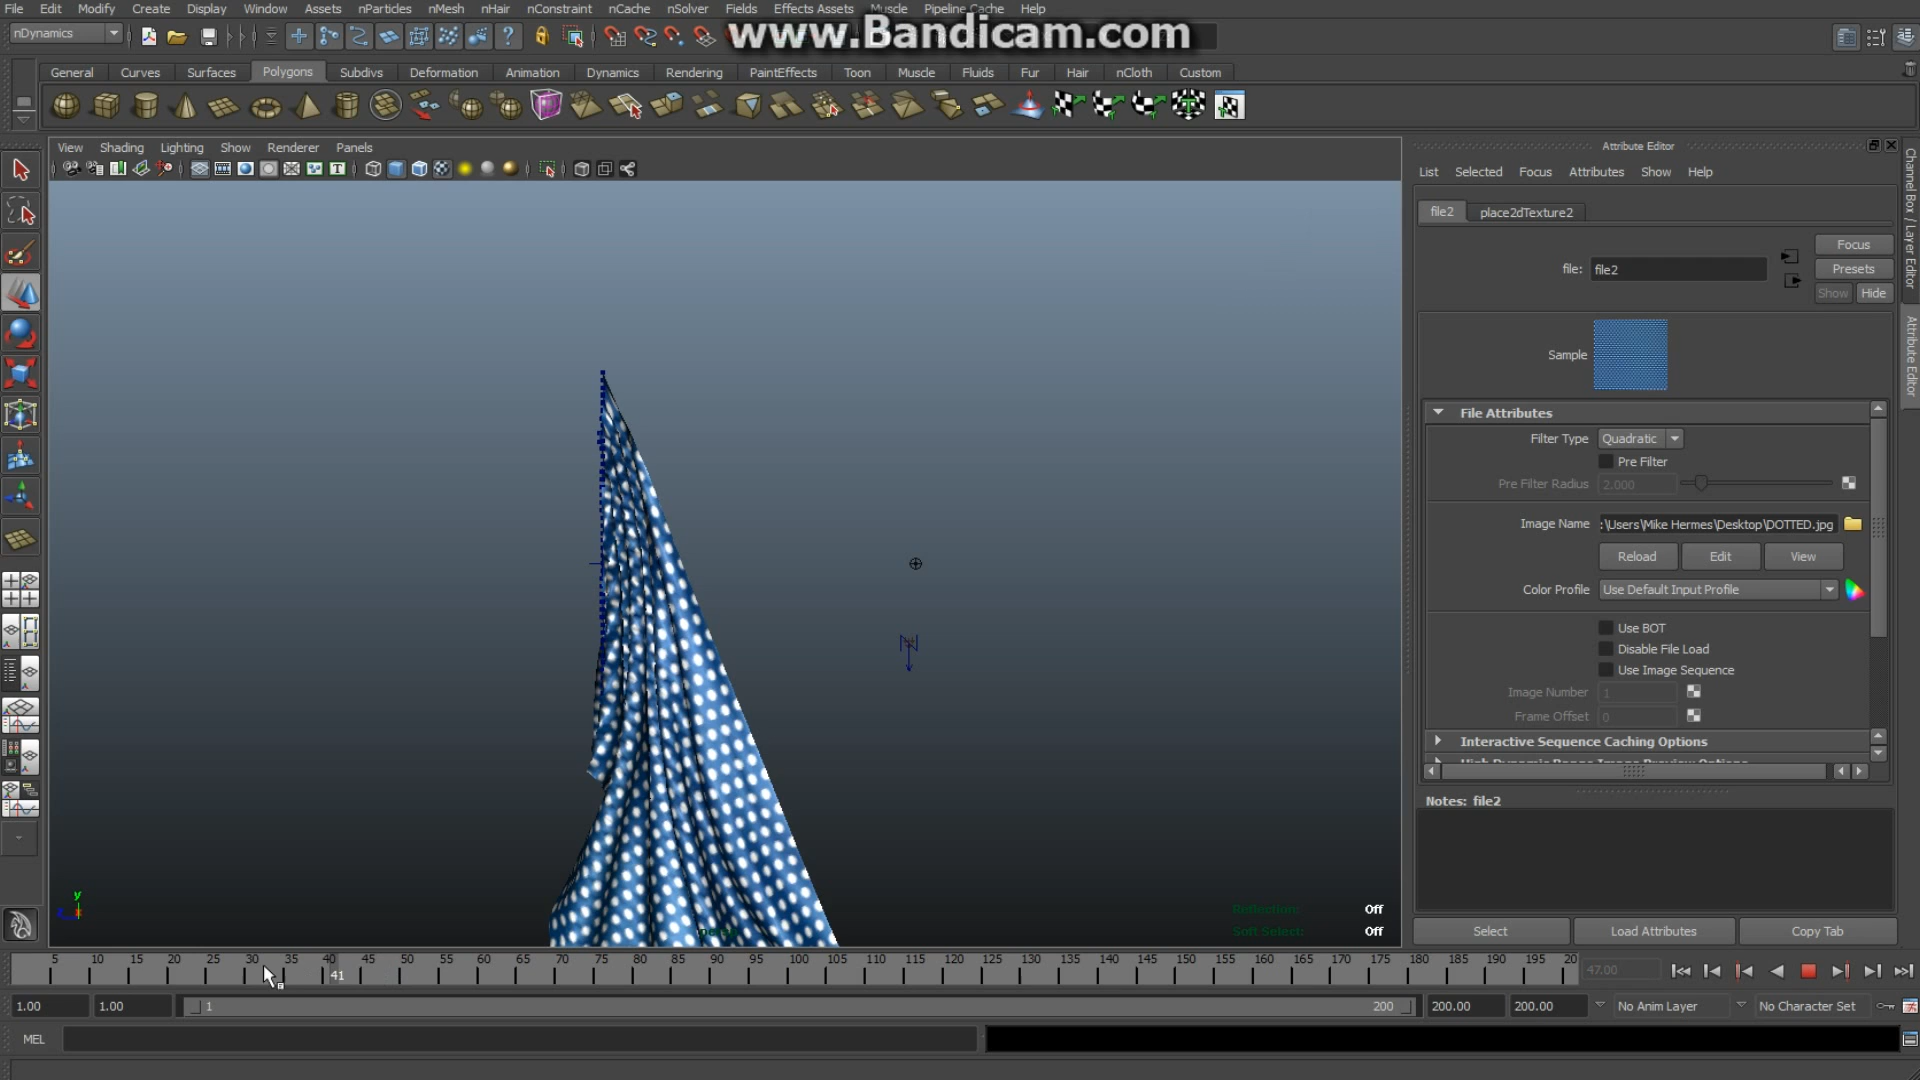 File Edit Modify Create Display Window Assets nParticles nMesh nHair nConstraint nCache nSolver Fields Effects Assets Muscle Pipeline Cache Help
www.Bandicam.com
nDynamics
General Curves Surfaces Polygons Subdivs Deformation Animation Dynamics Rendering PaintEffects Toon Muscle Fluids Fur Hair nCloth Custom
View Shading Lighting Show Renderer Panels
Attribute Editor
List Selected Focus Attributes Show Help
file2 place2dTexture2
Focus
file: file2
Presets
Show Hide
Sample
File Attributes
Filter Type Quadratic
Pre Filter
Pre Filter Radius 2.000
Image Name :\Users\Mike Hermes\Desktop\DOTTED.jpg
Reload Edit View
Color Profile Use Default Input Profile
Use BOT
Disable File Load
Use Image Sequence
Image Number 1
Frame Offset 0
Interactive Sequence Caching Options
High Dynamic Range Image Preview Options
Notes: file2
Select Load Attributes Copy Tab
Channel Box / Layer Editor
Attribute Editor
y
Reflection: Off
Soft Select: Off
persp
5 10 15 20 25 30 35 40 45 50 55 60 65 70 75 80 85 90 95 100 105 110 115 120 125 130 135 140 145 150 155 160 165 170 175 180 185 190 195 20
41
47.00
1.00 1.00 1 200 200.00 200.00 No Anim Layer No Character Set
MEL